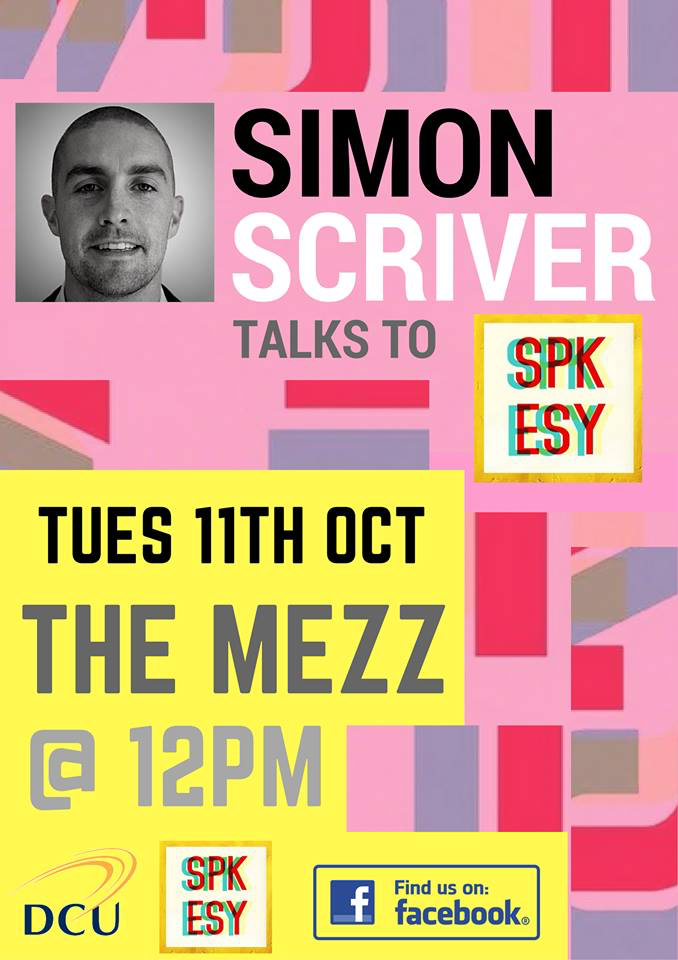 SIMON
SCRIVER
TALKS TO
SPK
ESY
TUES 11TH OCT
THE MEZZ
@ 12PM
DCU
SPK
ESY
Find us on:
facebook®